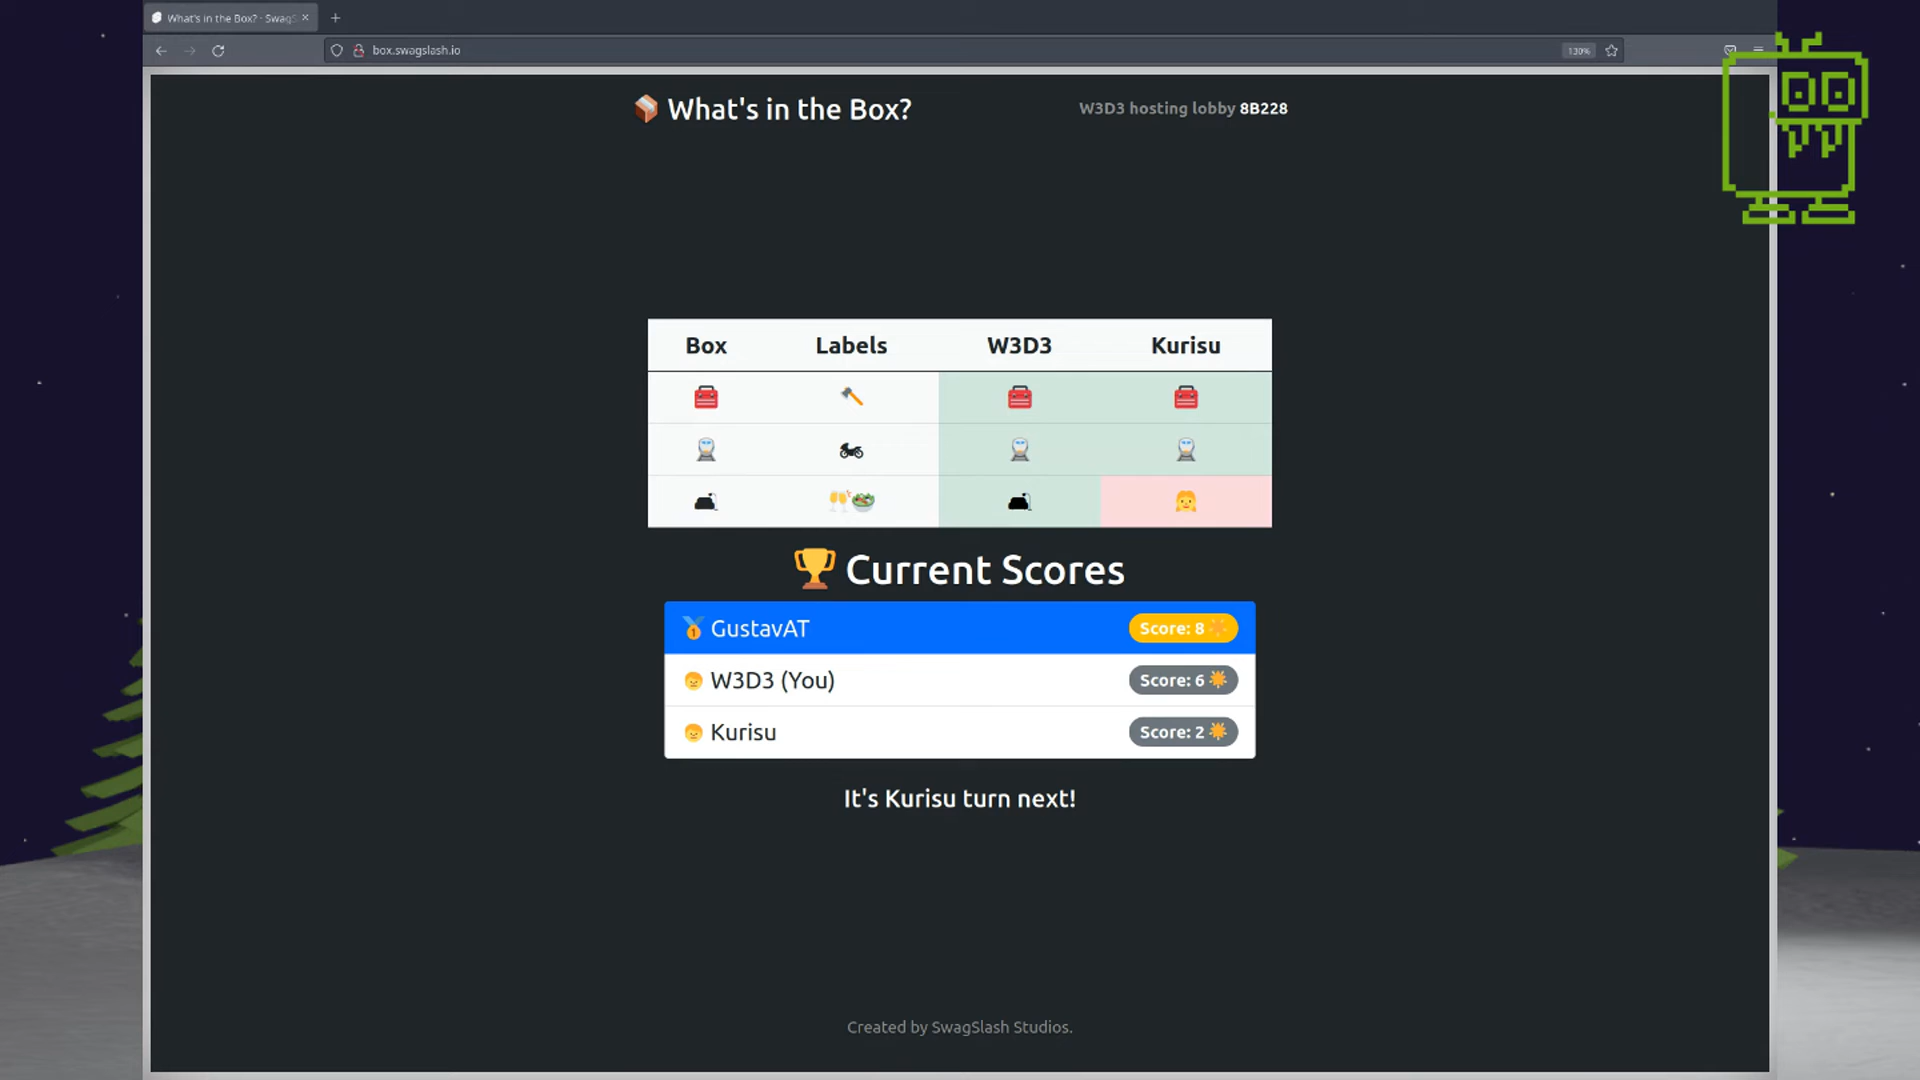 What's in the Box? · Swag
box.swagslash.io
130%
What's in the Box?
W3D3 hosting lobby 8B228
Box Labels W3D3 Kurisu
Current Scores
GustavAT Score: 8
W3D3 (You) Score: 6
Kurisu Score: 2
It's Kurisu turn next!
Created by SwagSlash Studios.